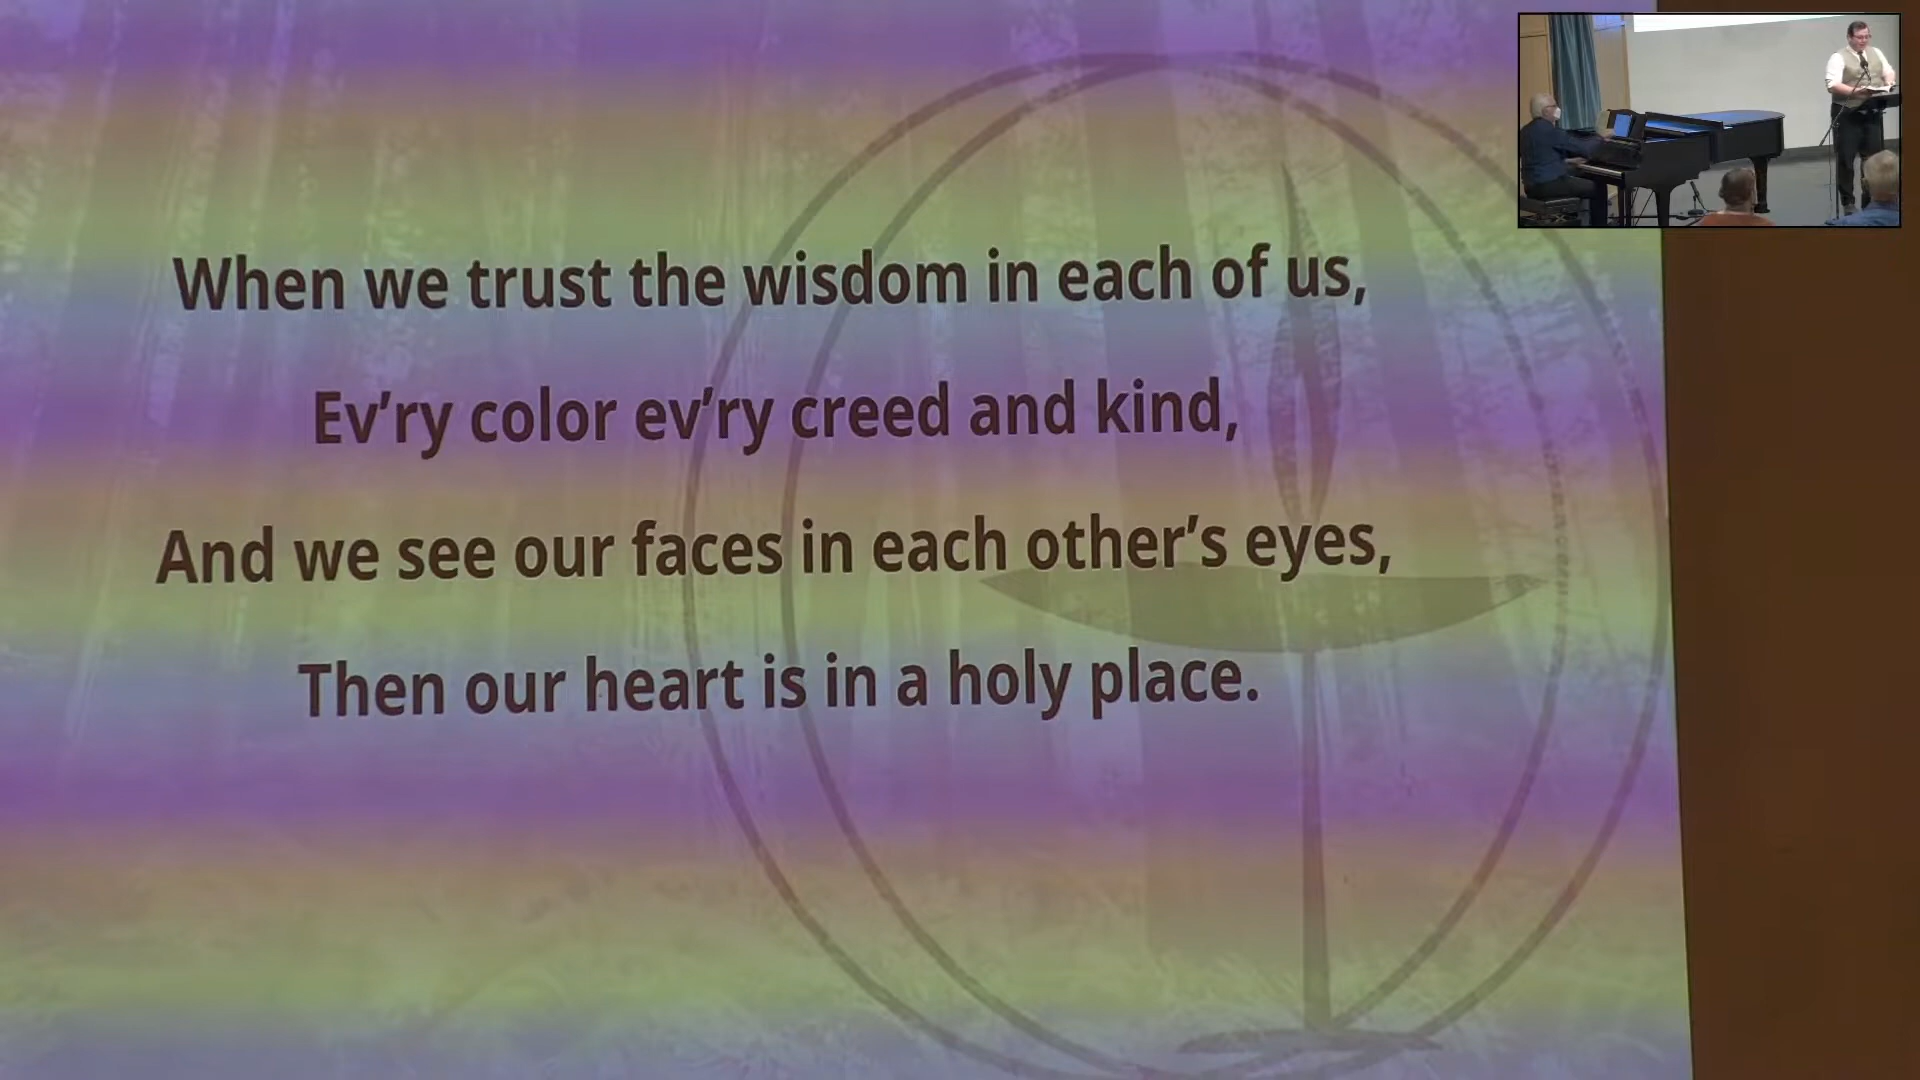 When we trust the wisdom in each of us,
Ev’ry color ev’ry creed and kind,
And we see our faces in each other’s eyes,
Then our heart is in a holy place.